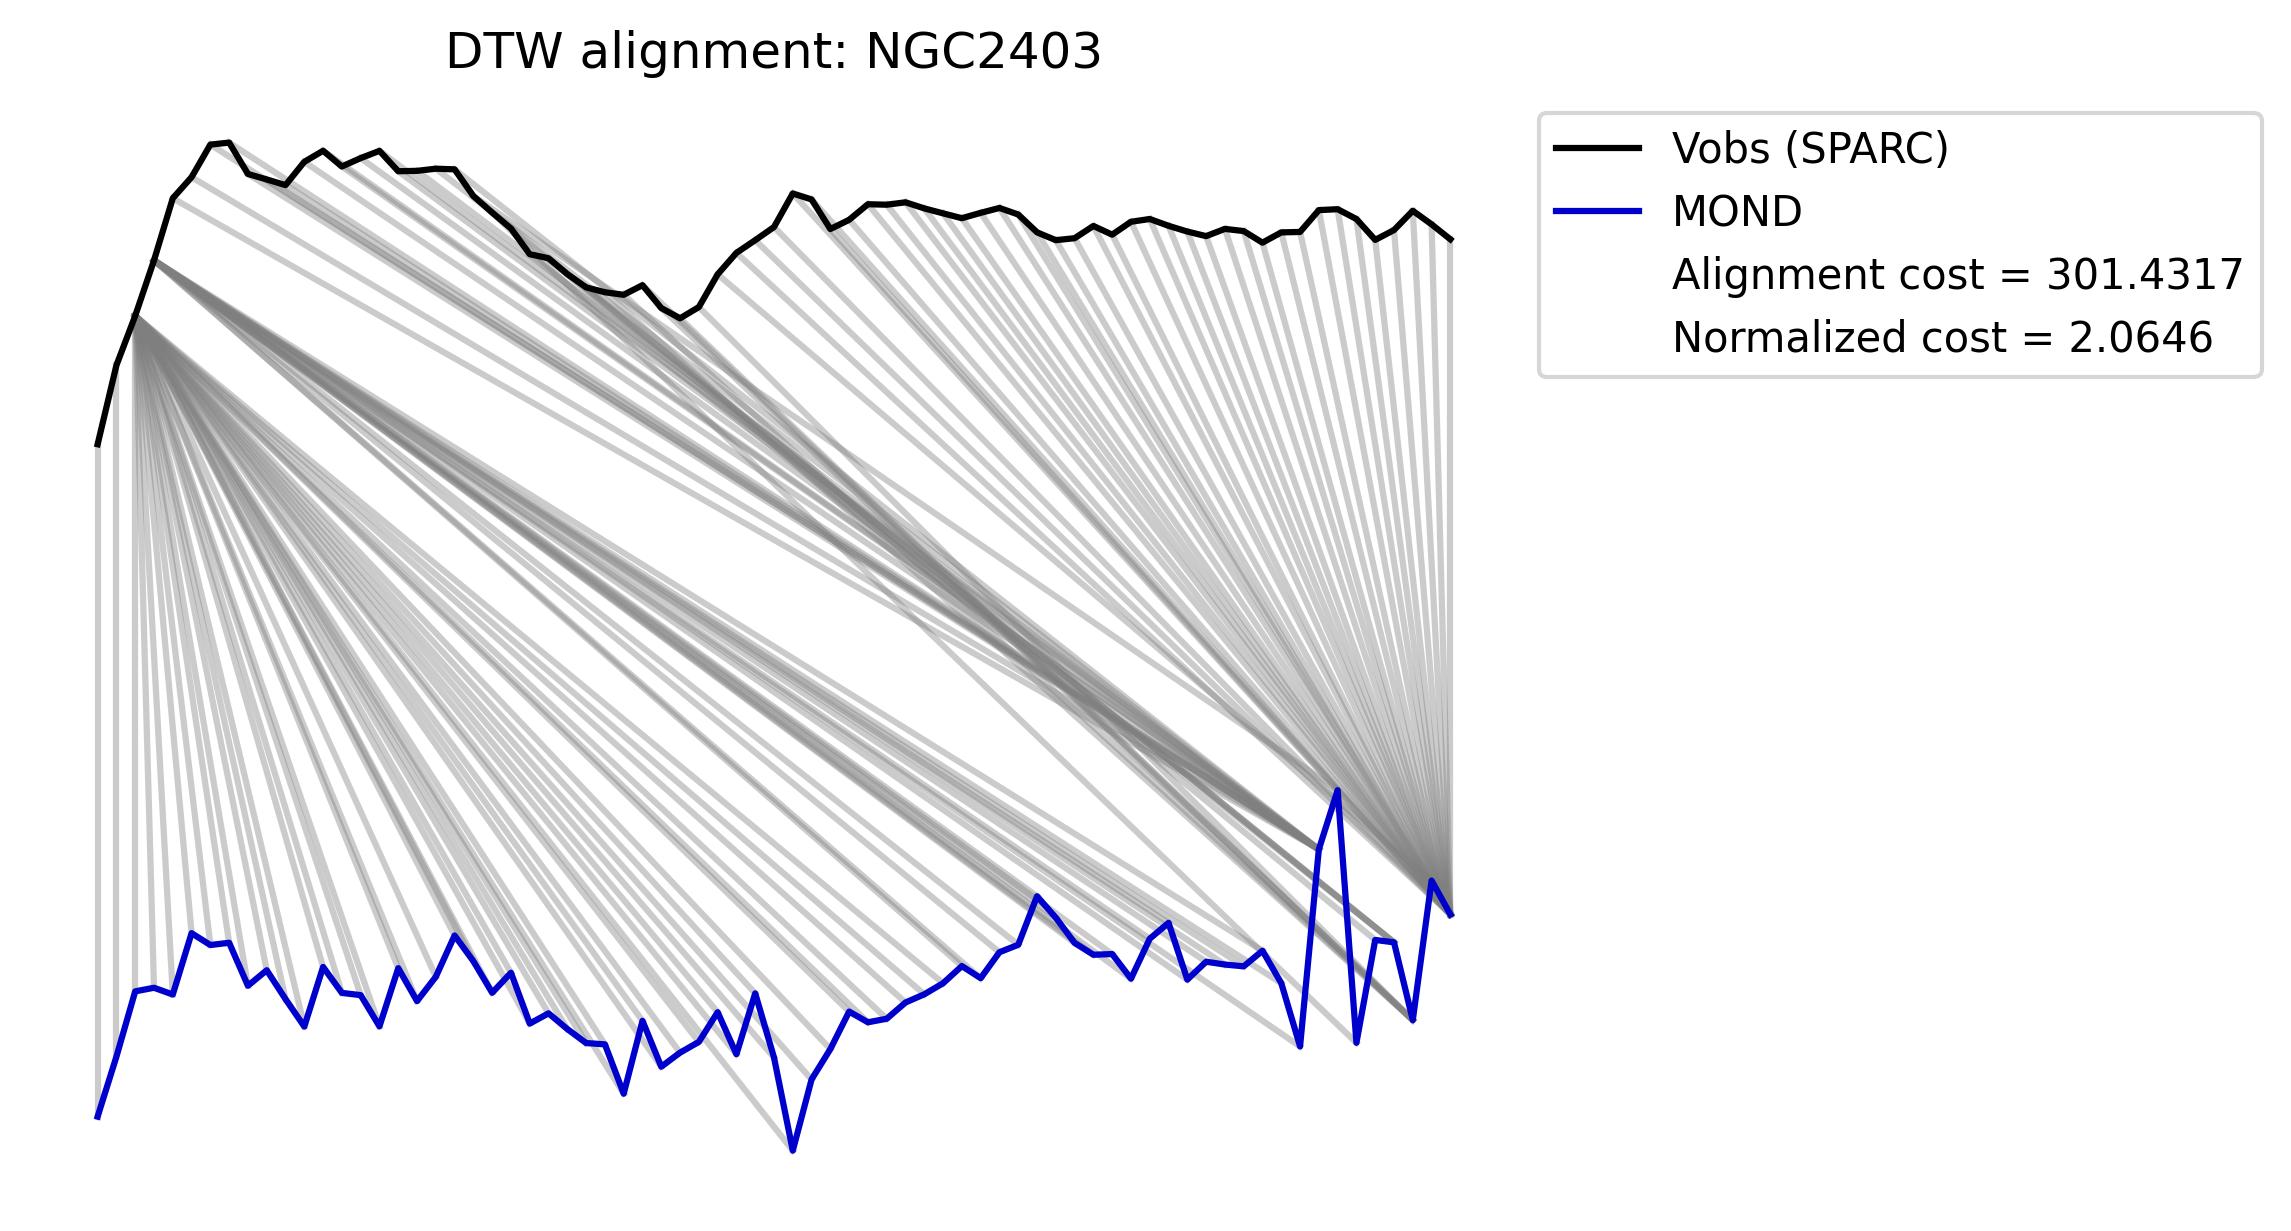 DTW alignment: NGC2403
Vobs (SPARC)
MOND
Alignment cost = 301.4317
Normalized cost = 2.0646